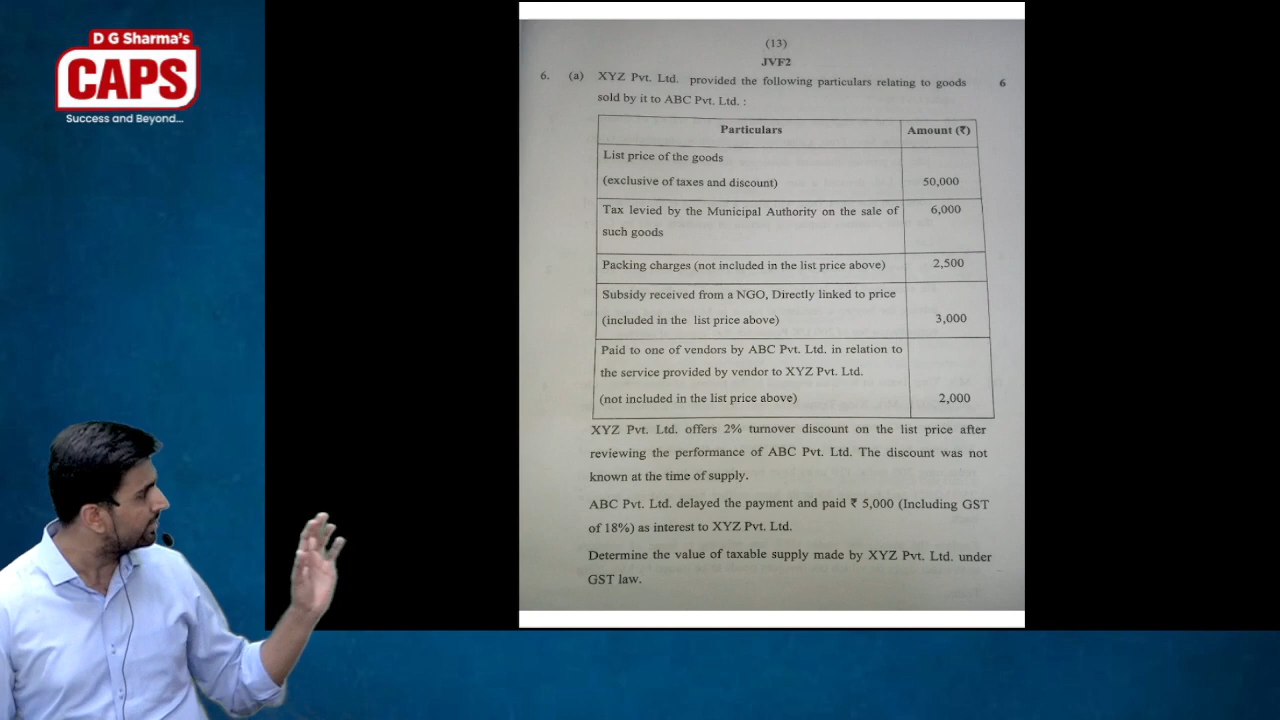 D G Sharma's
CAPS
Success and Beyond...
(13)
JVF2
6. (a) XYZ Pvt. Ltd. provided the following particulars relating to goods 6
sold by it to ABC Pvt. Ltd. :
Particulars Amount (₹)
List price of the goods
(exclusive of taxes and discount) 50,000
Tax levied by the Municipal Authority on the sale of 6,000
such goods
Packing charges (not included in the list price above) 2,500
Subsidy received from a NGO, Directly linked to price
(included in the list price above) 3,000
Paid to one of vendors by ABC Pvt. Ltd. in relation to
the service provided by vendor to XYZ Pvt. Ltd.
(not included in the list price above) 2,000
XYZ Pvt. Ltd. offers 2% turnover discount on the list price after
reviewing the performance of ABC Pvt. Ltd. The discount was not
known at the time of supply.
ABC Pvt. Ltd. delayed the payment and paid ₹ 5,000 (Including GST
of 18%) as interest to XYZ Pvt. Ltd.
Determine the value of taxable supply made by XYZ Pvt. Ltd. under
GST law.